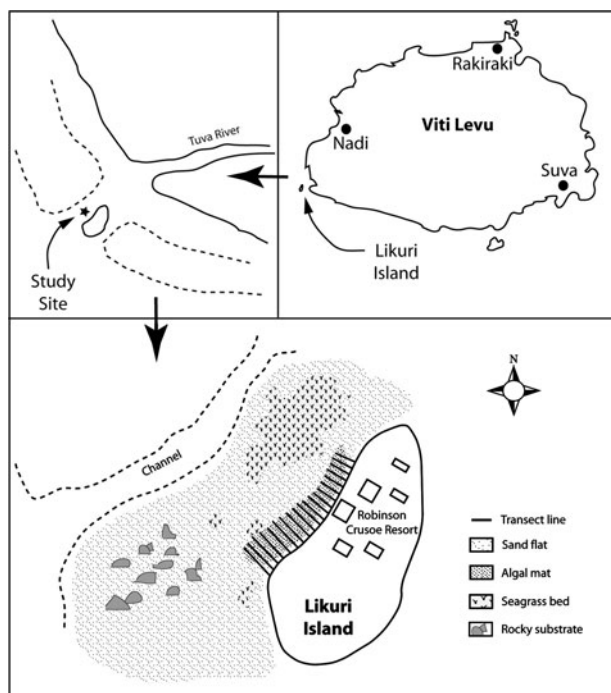 Tuva River
Study
Site
Rakiraki
Viti Levu
Nadi
Suva
Likuri
Island
N
Channel
Robinson
Crusoe Resort
Likuri
Island
Transect line
Sand flat
Algal mat
Seagrass bed
Rocky substrate